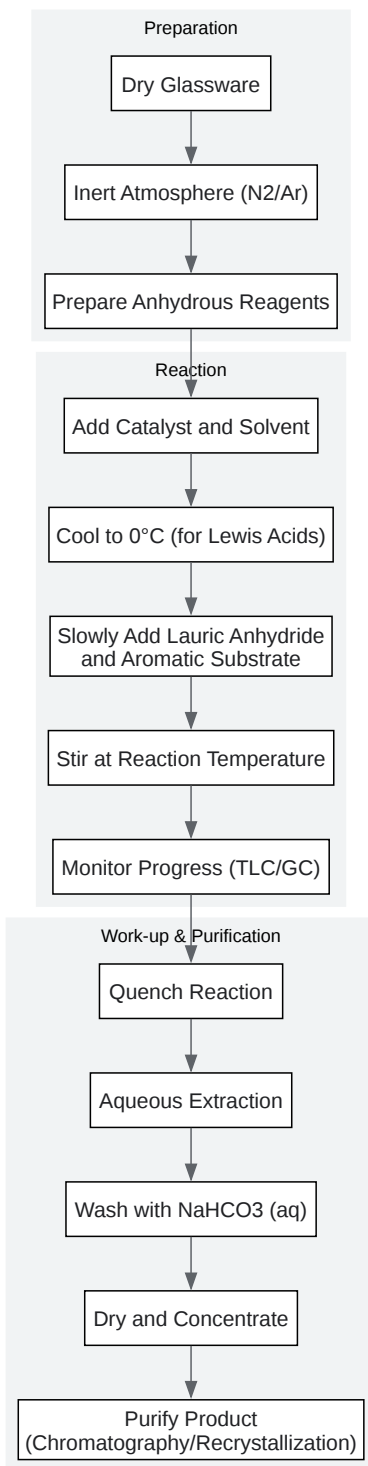 Preparation
Dry Glassware
Inert Atmosphere (N2/Ar)
Prepare Anhydrous Reagents
Reaction
Add Catalyst and Solvent
Cool to 0°C (for Lewis Acids)
Slowly Add Lauric Anhydride
and Aromatic Substrate
Stir at Reaction Temperature
Monitor Progress (TLC/GC)
Work-up & Purification
Quench Reaction
Aqueous Extraction
Wash with NaHCO3 (aq)
Dry and Concentrate
Purify Product
(Chromatography/Recrystallization)